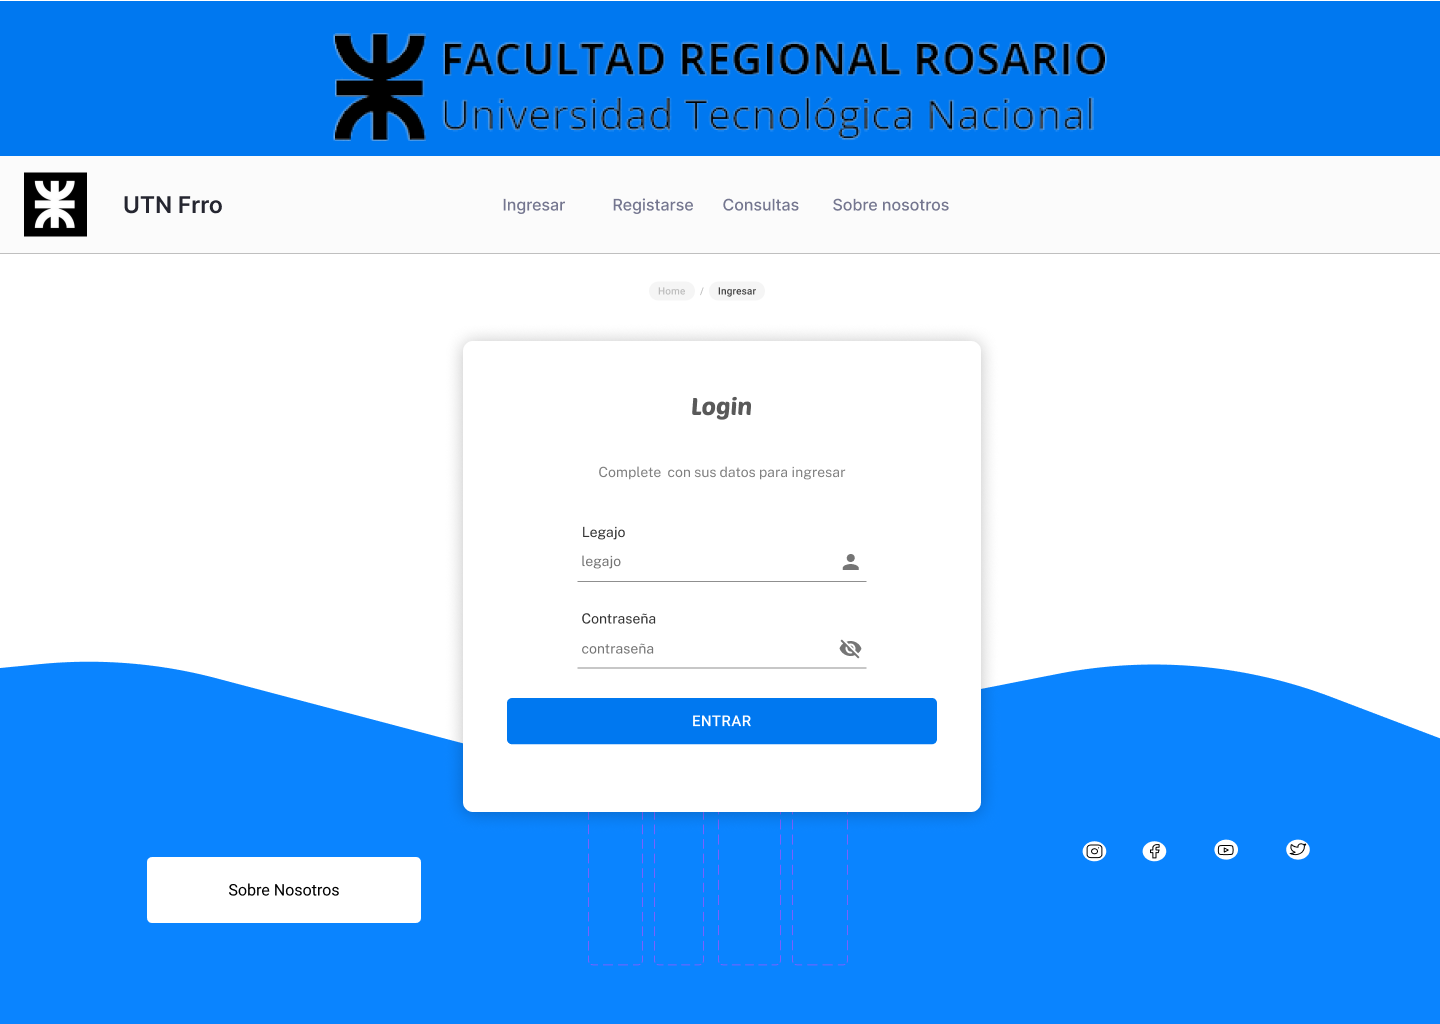 FACULTAD REGIONAL ROSARIO
Universidad Tecnológica Nacional
UTN Frro
Ingresar Registarse Consultas Sobre nosotros
Home / Ingresar
Login
Complete con sus datos para ingresar
Legajo
legajo
Contraseña
contraseña
ENTRAR
Sobre Nosotros